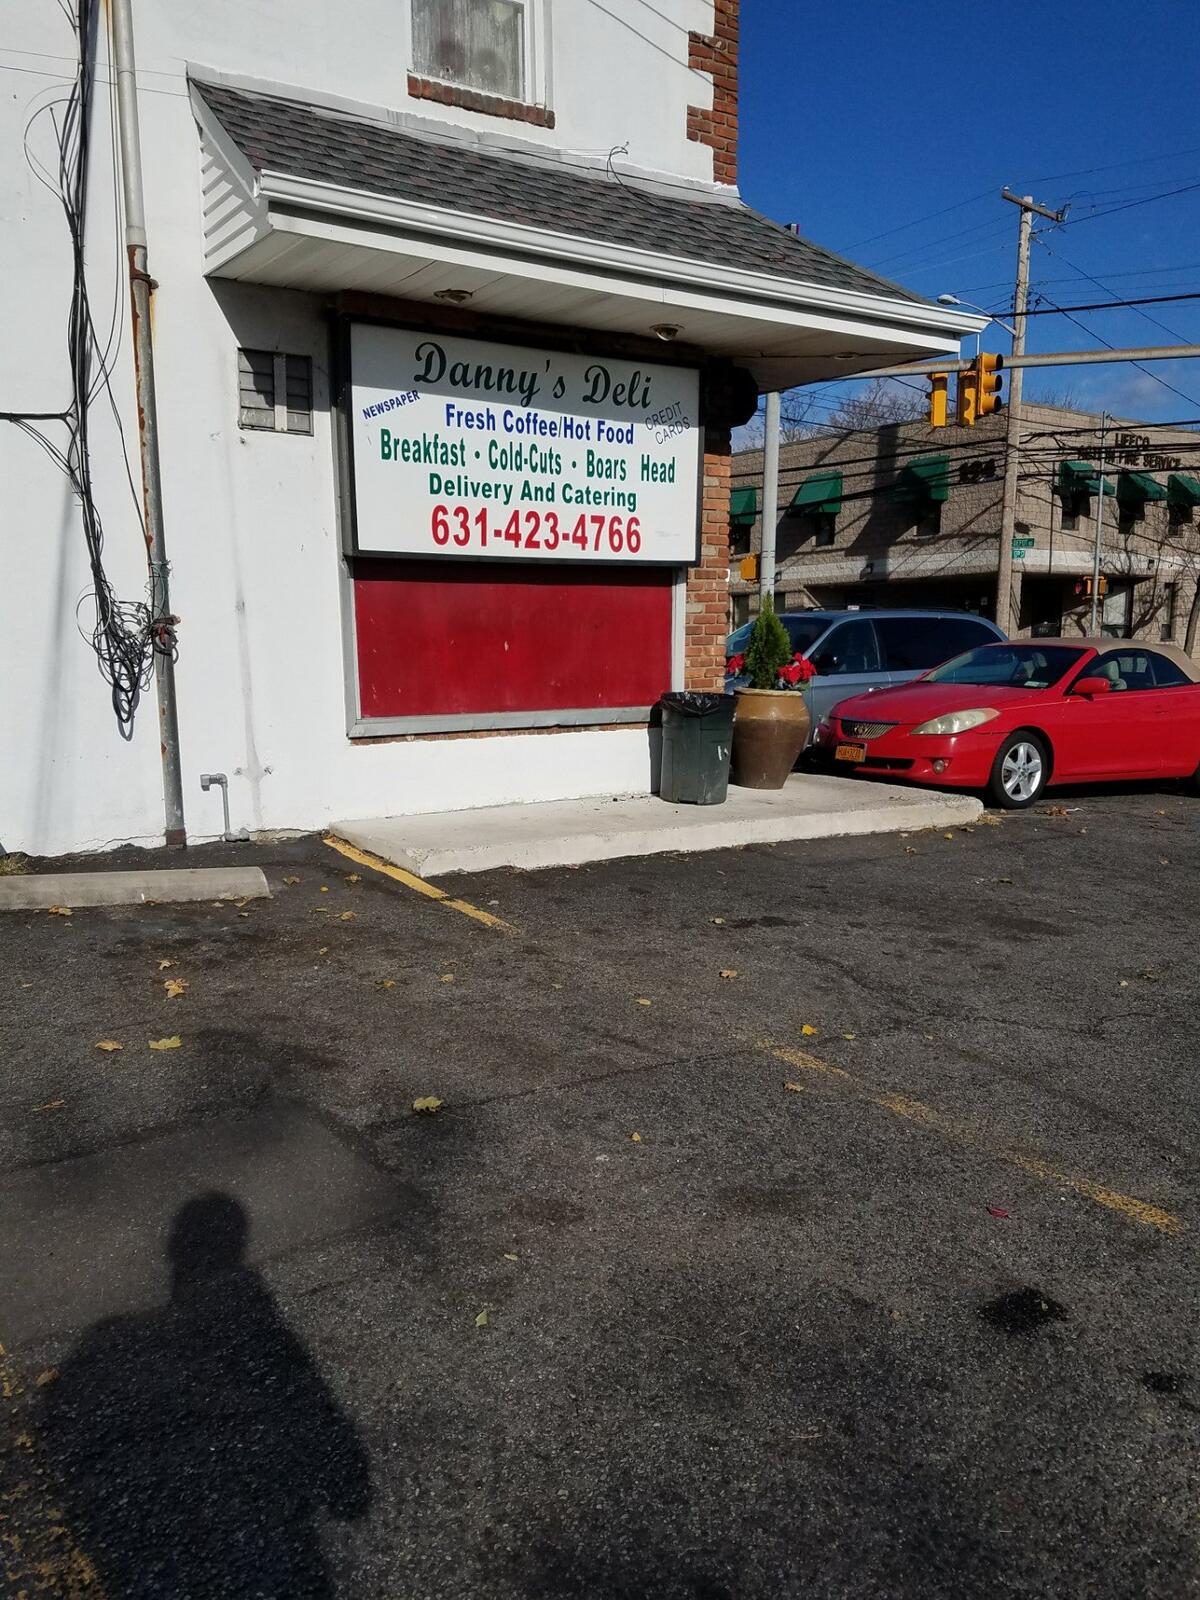 Danny's Deli
NEWSPAPER
Fresh Coffee/Hot Food
CREDIT
CARDS
Breakfast • Cold-Cuts • Boars Head
Delivery And Catering
631-423-4766